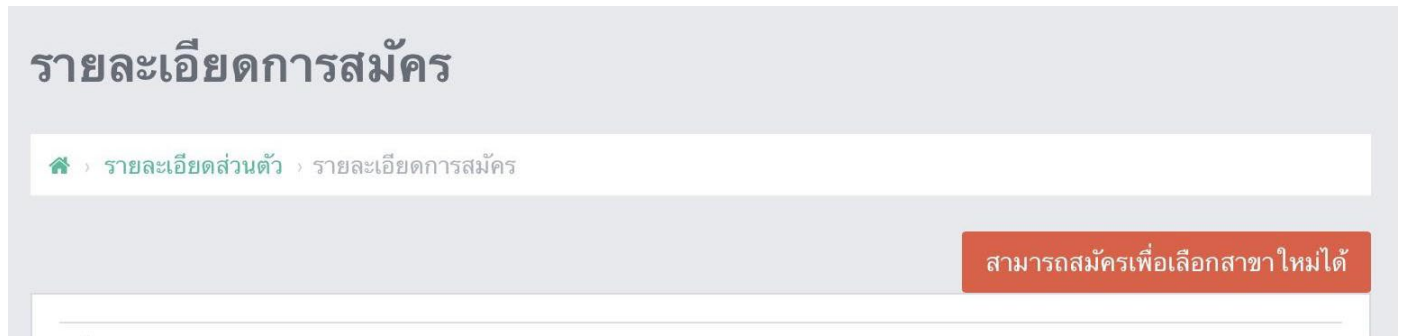 รายละเอียดการสมัคร
รายละเอียดส่วนตัว › รายละเอียดการสมัคร
สามารถสมัครเพื่อเลือกสาขาใหม่ได้